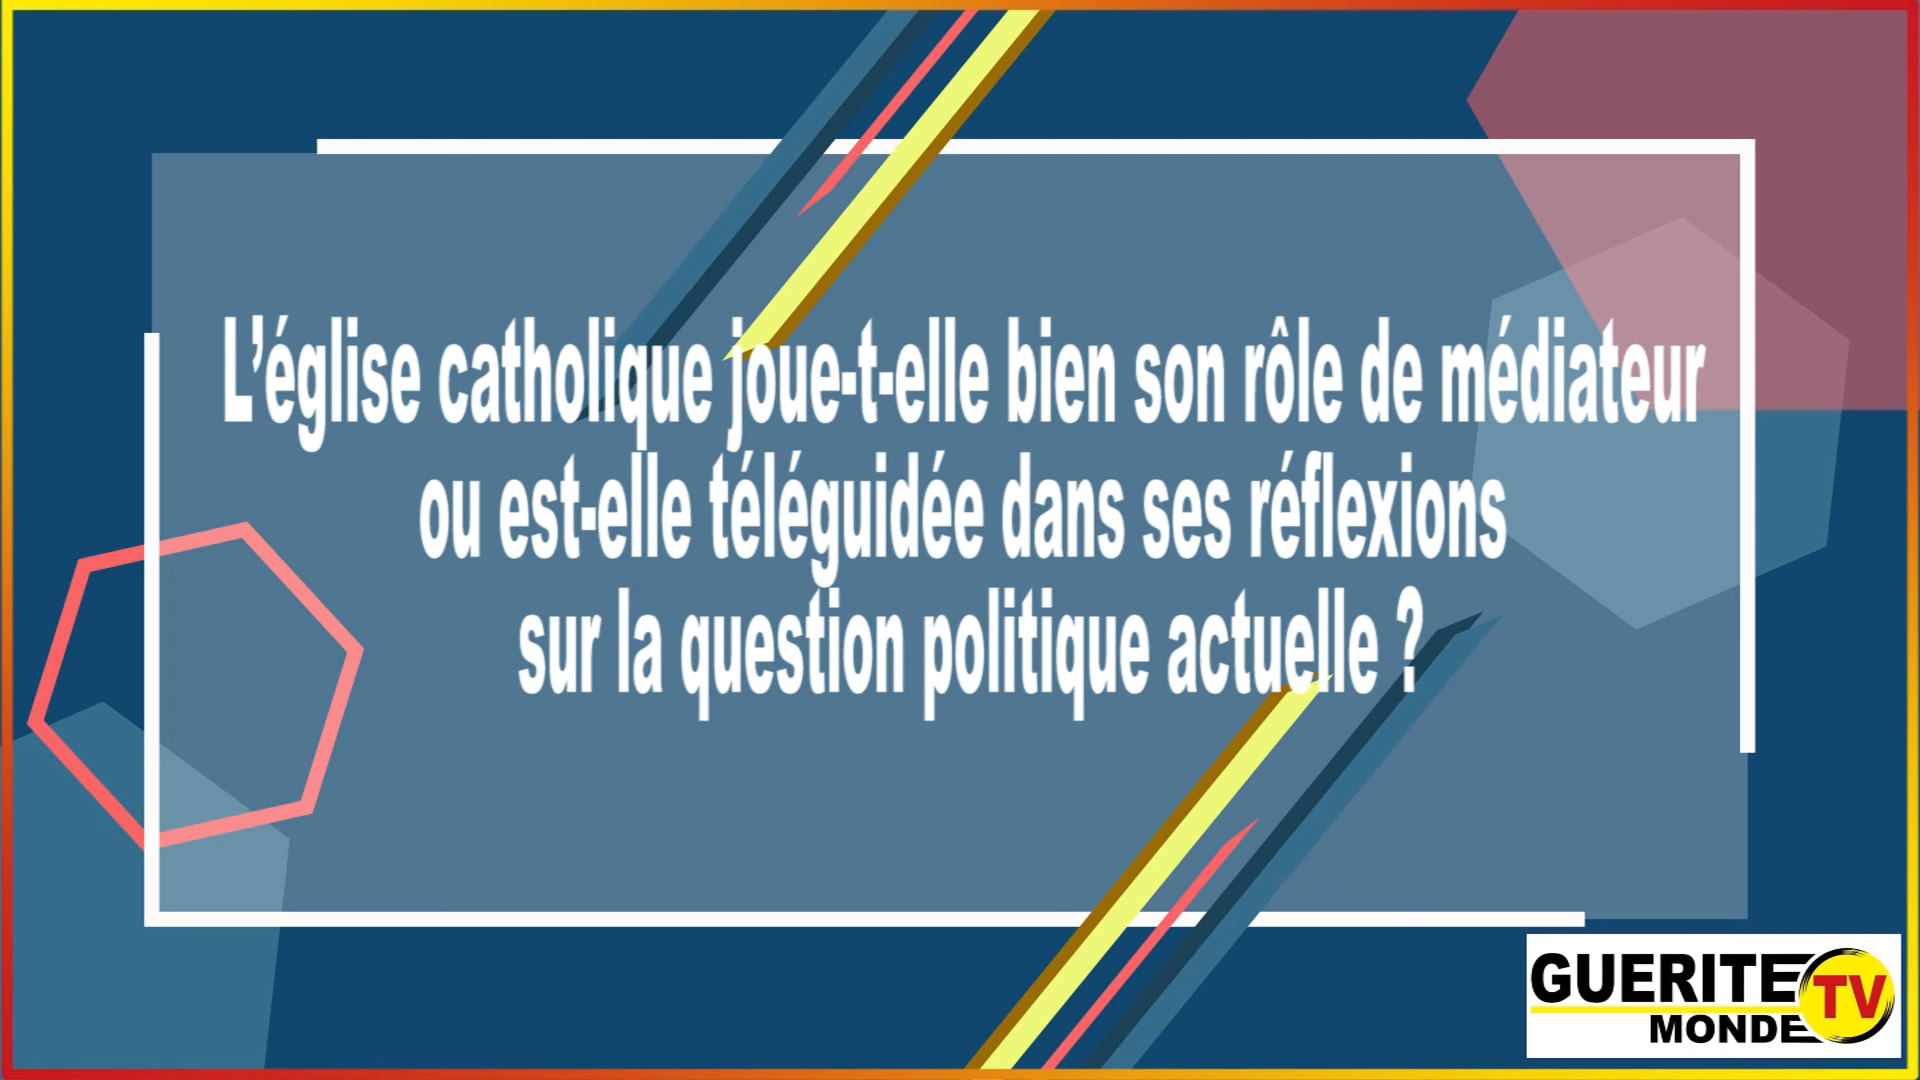 L’église catholique joue-t-elle bien son rôle de médiateur
ou est-elle téléguidée dans ses réflexions
sur la question politique actuelle ?
GUERITE
TV
MONDE